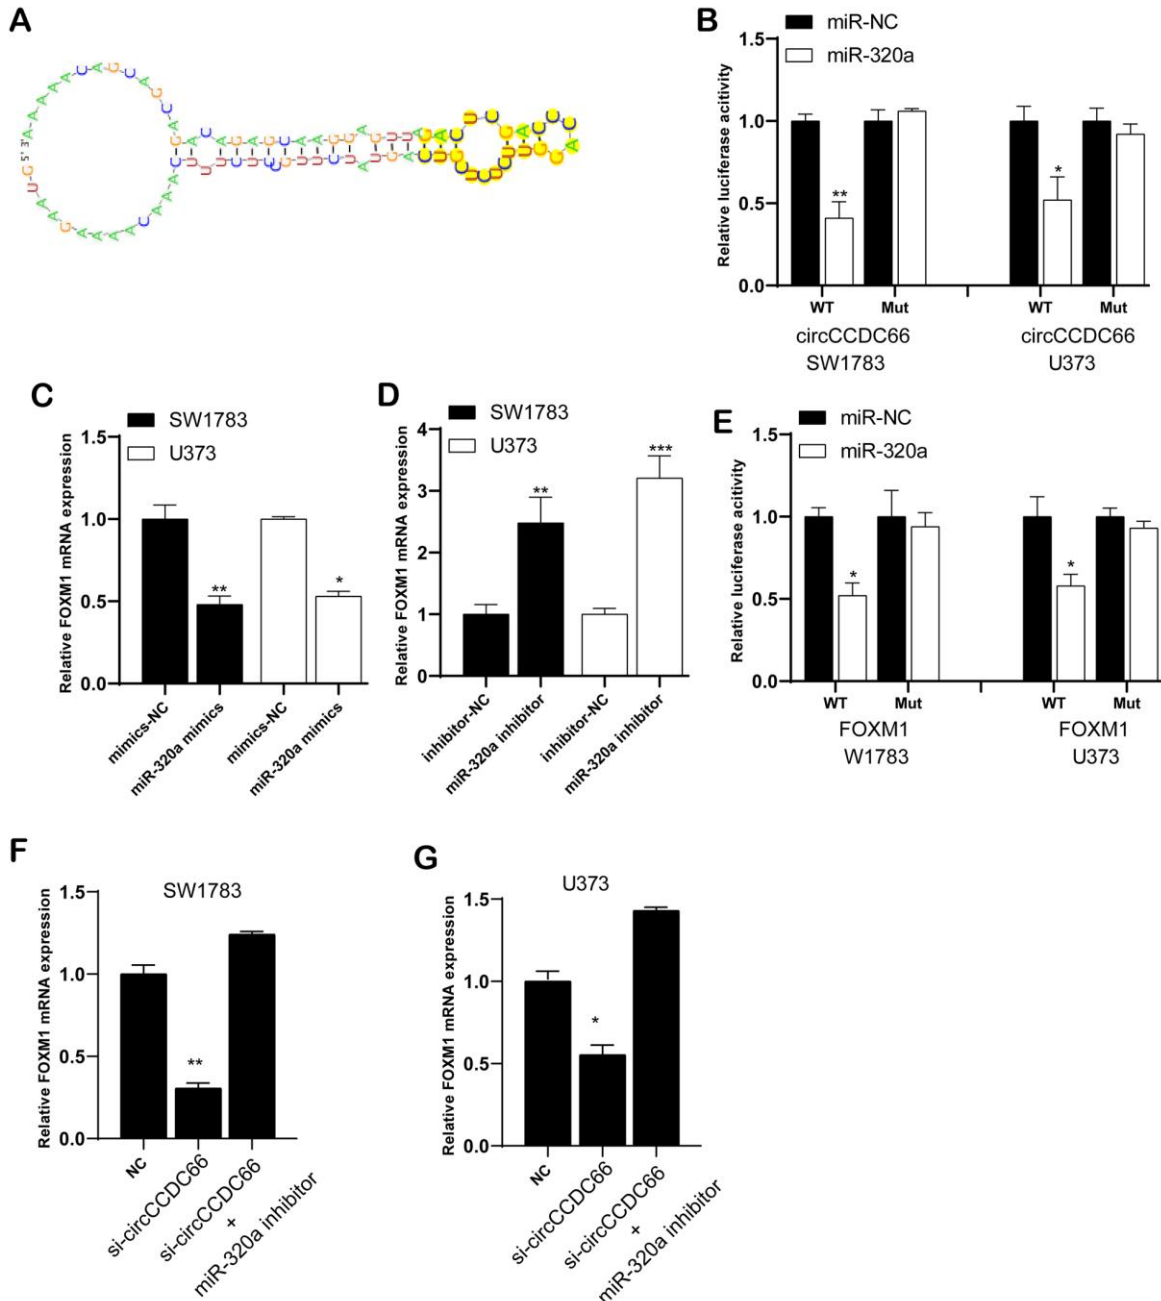 A
5' 3'
B
miR-NC
miR-320a
Relative luciferase acitivity
1.5
1.0
0.5
0.0
**
*
WT
Mut
WT
Mut
circCCDC66
SW1783
circCCDC66
U373
C
SW1783
U373
Relative FOXM1 mRNA expression
1.5
1.0
0.5
0.0
**
*
mimics-NC
miR-320a mimics
mimics-NC
miR-320a mimics
D
SW1783
U373
Relative FOXM1 mRNA expression
4
3
2
1
0
**
***
inhibitor-NC
miR-320a inhibitor
inhibitor-NC
miR-320a inhibitor
E
miR-NC
miR-320a
Relative luciferase acitivity
1.5
1.0
0.5
0.0
*
*
WT
Mut
WT
Mut
FOXM1
W1783
FOXM1
U373
F
SW1783
Relative FOXM1 mRNA expression
1.5
1.0
0.5
0.0
**
NC
si-circCCDC66
si-circCCDC66
+
miR-320a inhibitor
G
U373
Relative FOXM1 mRNA expression
1.5
1.0
0.5
0.0
*
NC
si-circCCDC66
si-circCCDC66
+
miR-320a inhibitor